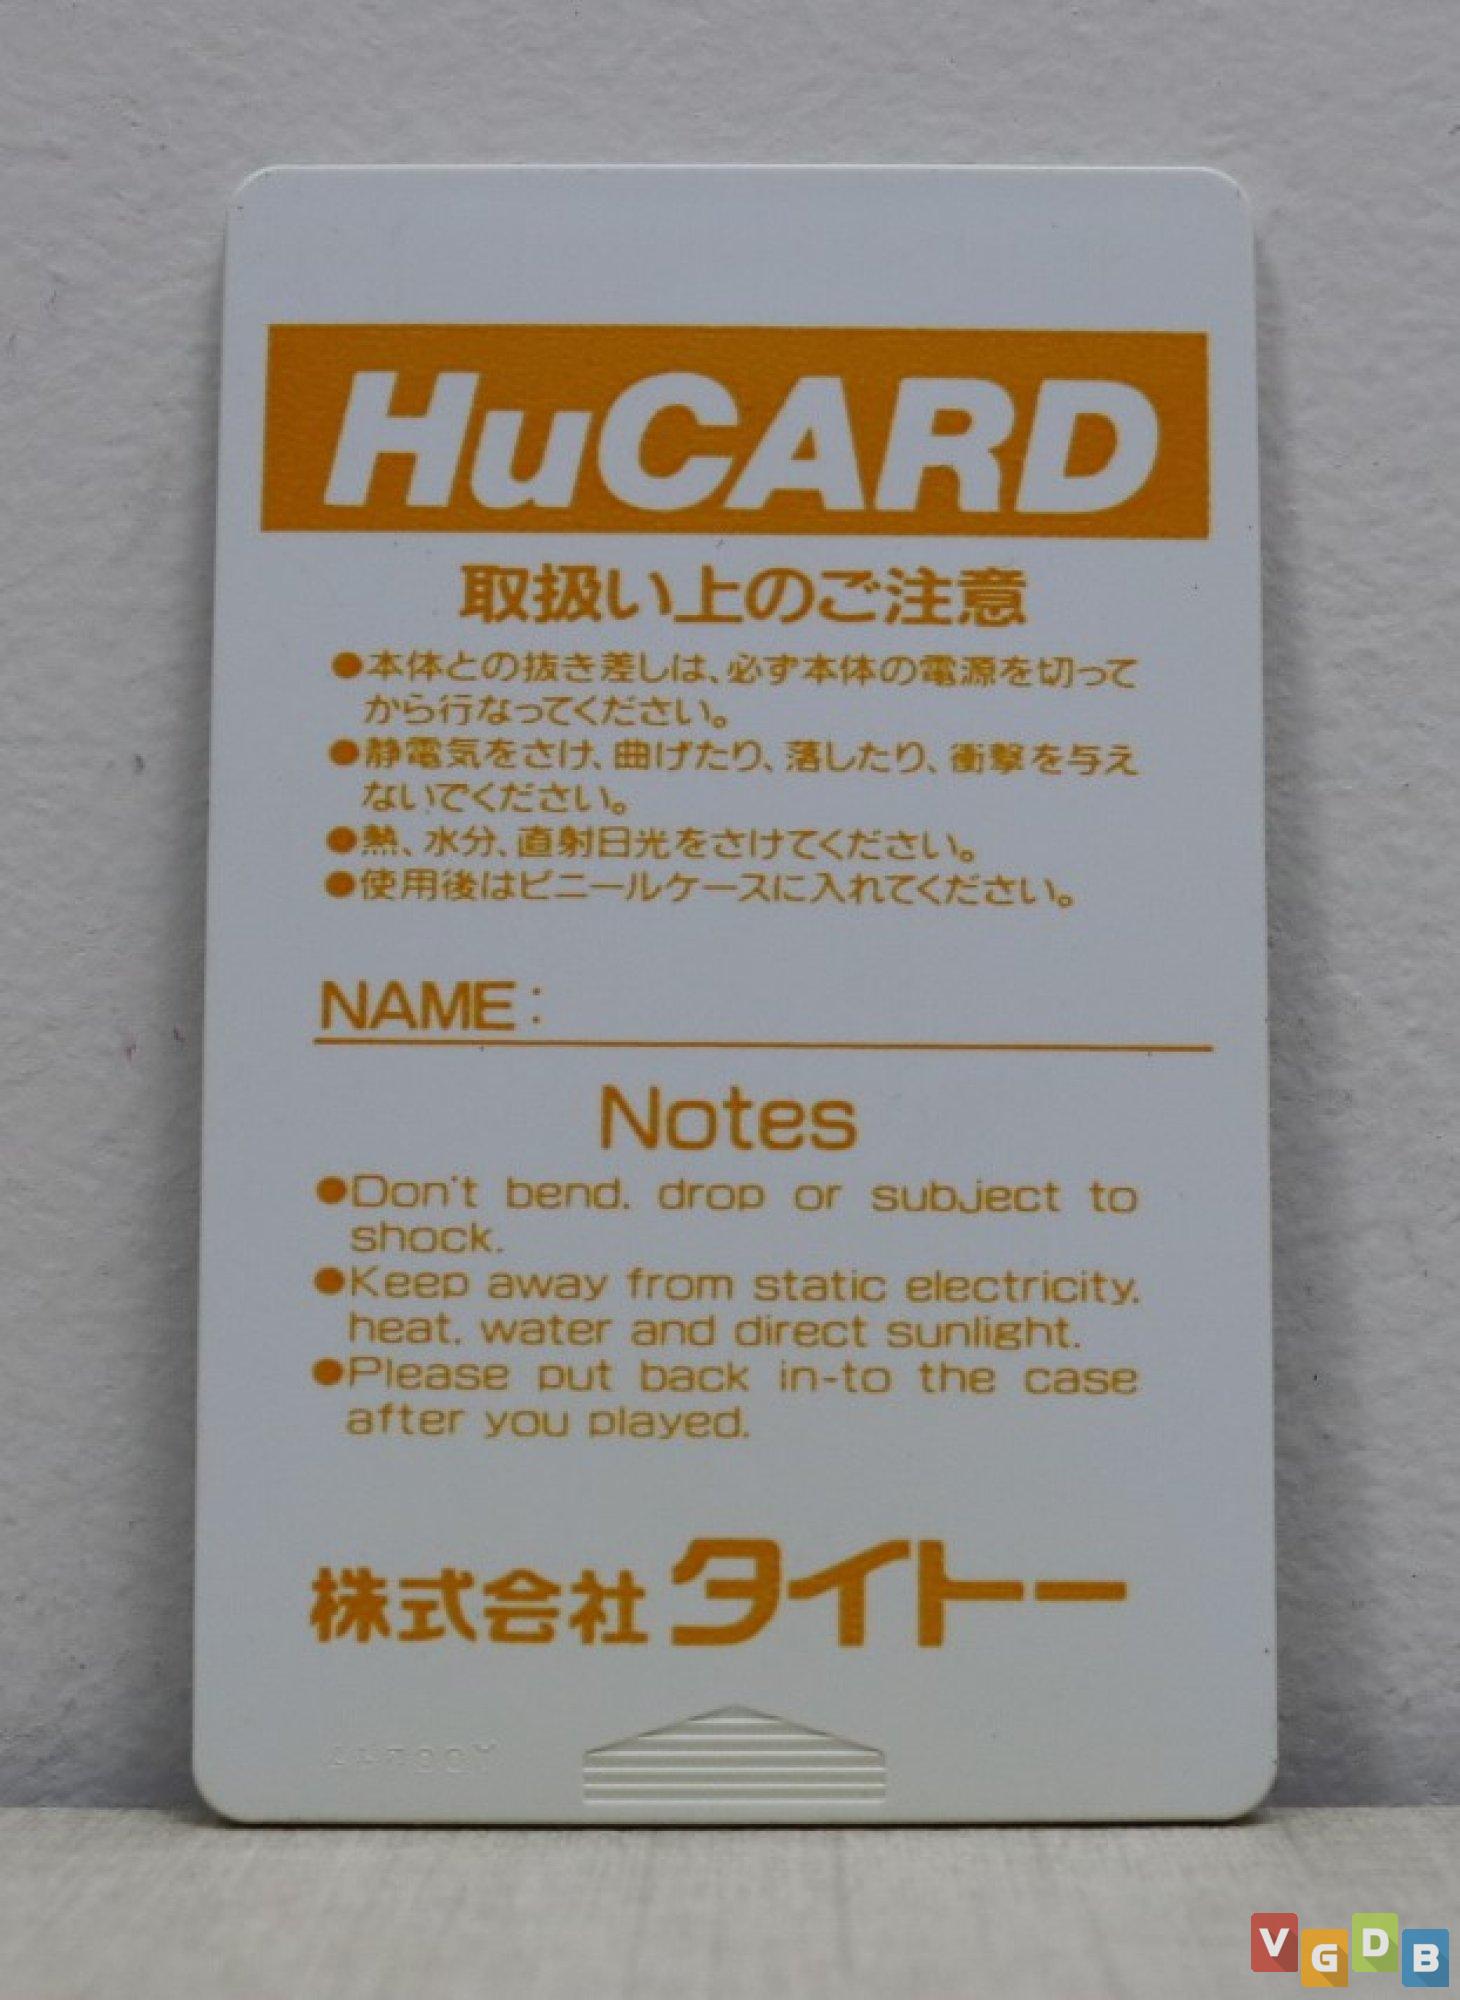 HuCARD
取扱い上のご注意
●本体との抜き差しは、必ず本体の電源を切って
から行なってください。
●静電気をさけ、曲げたり、落したり、衝撃を与え
ないでください。
●熱、水分、直射日光をさけてください。
●使用後はビニールケースに入れてください。
NAME:
Notes
●Don't bend. drop or subject to
shock.
●Keep away from static electricity.
heat. water and direct sunlight.
●Please put back in-to the case
after you played.
株式会社タイトー
VGDB